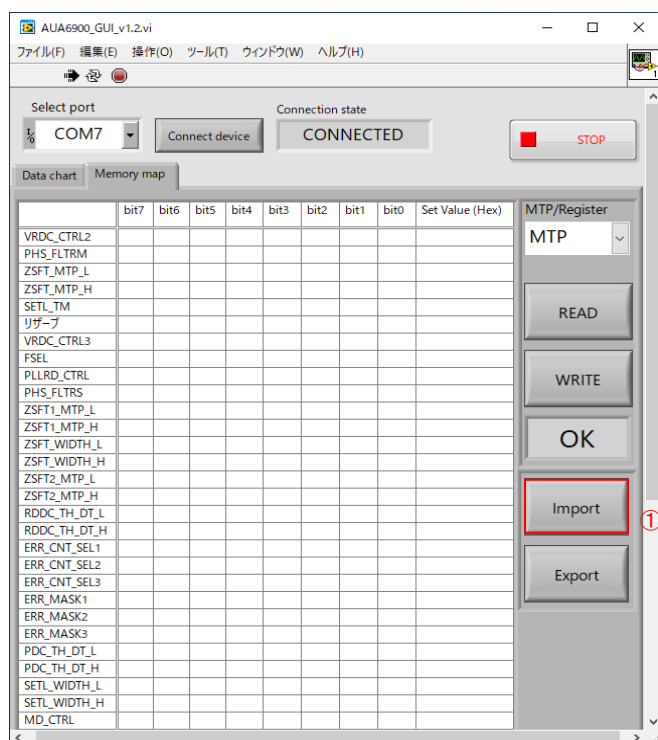 AUA6900_GUI_v1.2.vi
ファイル(F) 編集(E) 操作(O) ツール(T) ウィンドウ(W) ヘルプ(H)
1
Select port
Connection state
I/O COM7
Connect device
CONNECTED
STOP
Data chart Memory map
bit7 bit6 bit5 bit4 bit3 bit2 bit1 bit0 Set Value (Hex)
MTP/Register
MTP
VRDC_CTRL2
PHS_FLTRM
ZSFT_MTP_L
ZSFT_MTP_H
SETL_TM
リザーブ
VRDC_CTRL3
FSEL
PLLRD_CTRL
PHS_FLTRS
ZSFT1_MTP_L
ZSFT1_MTP_H
ZSFT_WIDTH_L
ZSFT_WIDTH_H
ZSFT2_MTP_L
ZSFT2_MTP_H
RDDC_TH_DT_L
RDDC_TH_DT_H
ERR_CNT_SEL1
ERR_CNT_SEL2
ERR_CNT_SEL3
ERR_MASK1
ERR_MASK2
ERR_MASK3
PDC_TH_DT_L
PDC_TH_DT_H
SETL_WIDTH_L
SETL_WIDTH_H
MD_CTRL
READ
WRITE
OK
Import
①
Export